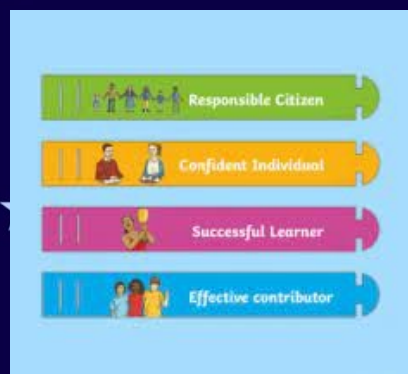 Responsible Citizen
Confident Individual
Successful Learner
Effective contributor